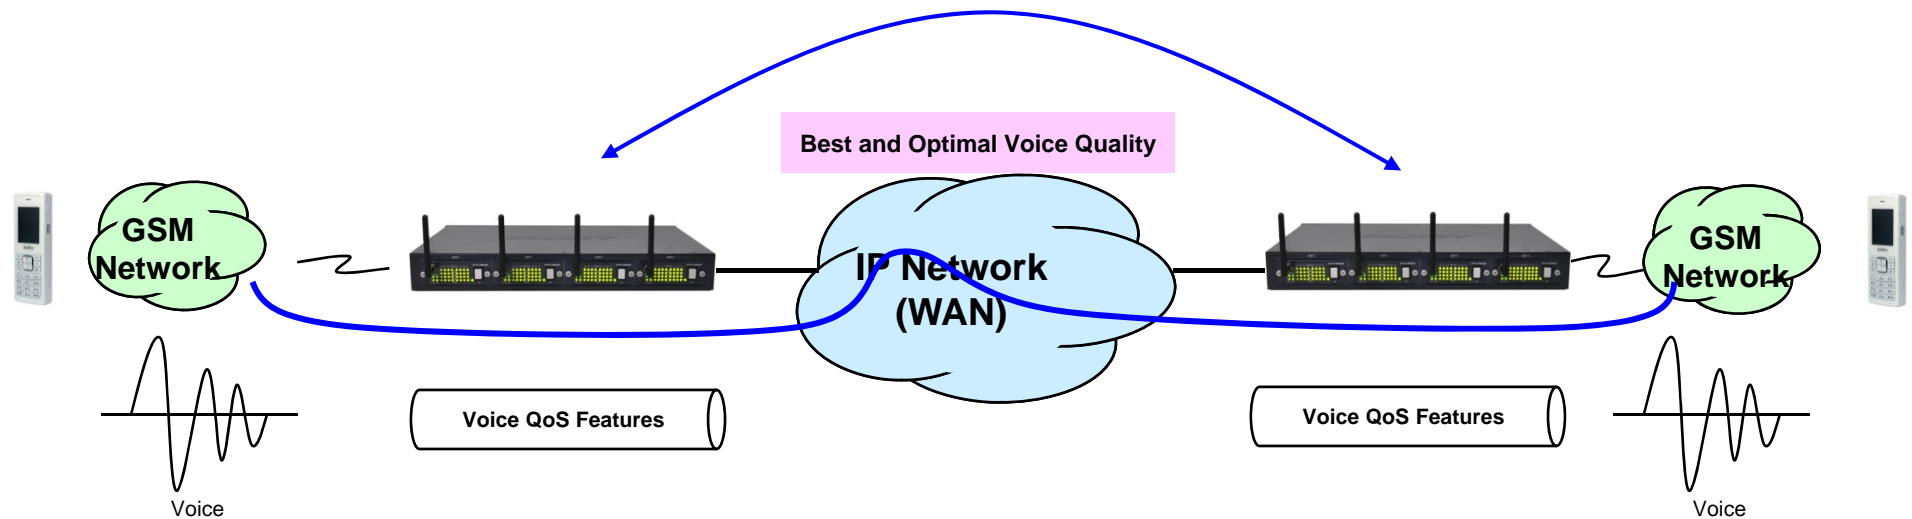 Best and Optimal Voice Quality
GSM
Network
IP Network
(WAN)
GSM
Network
Voice QoS Features
Voice QoS Features
Voice
Voice